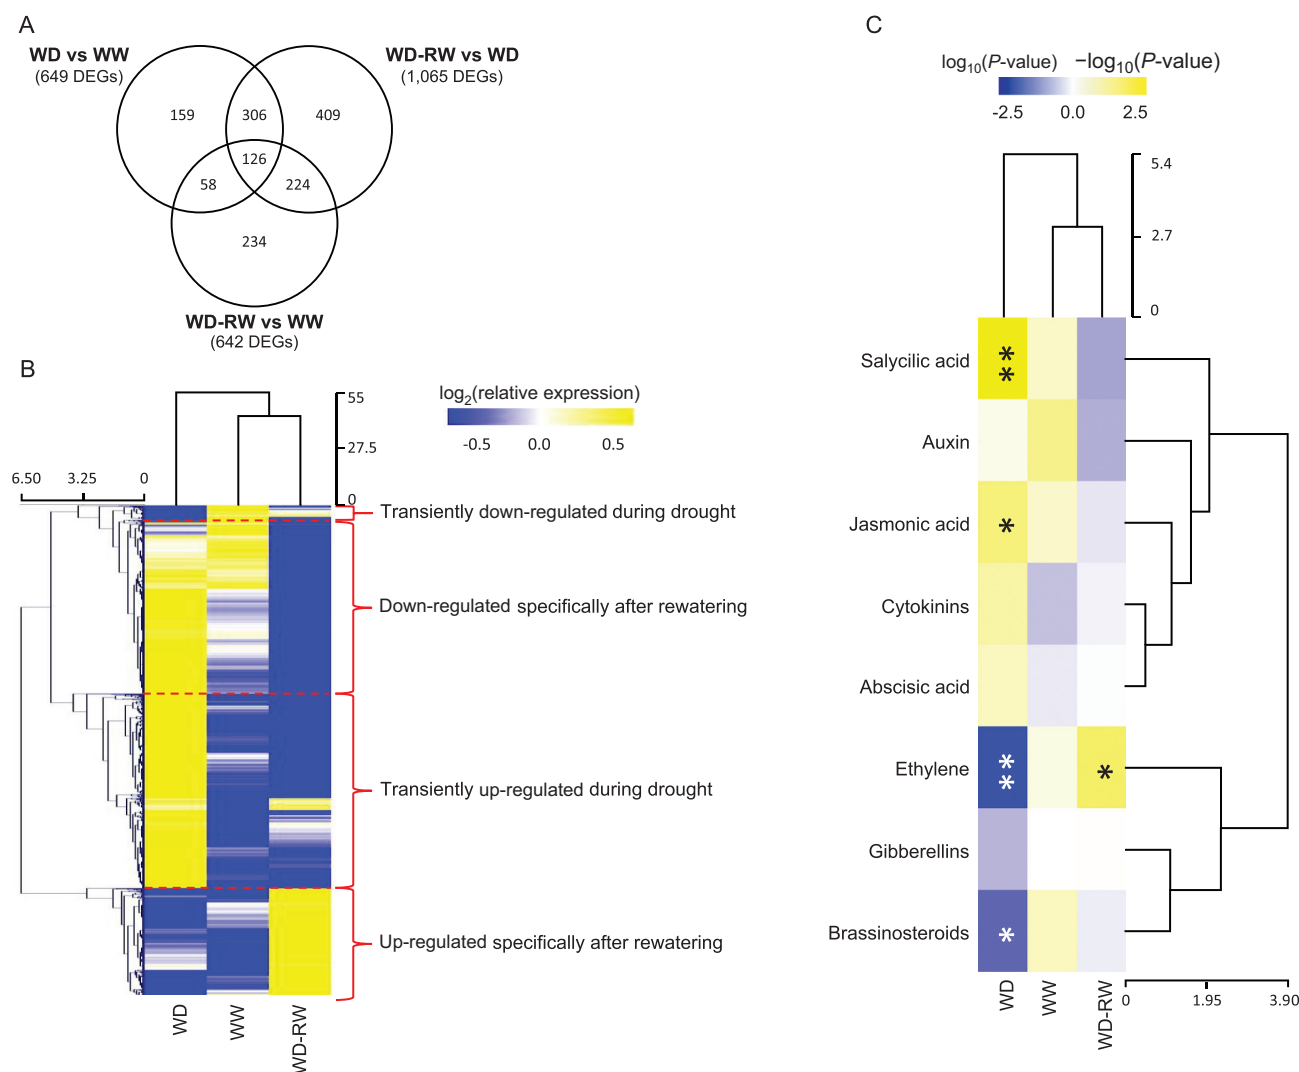 A
WD vs WW
(649 DEGs)
WD-RW vs WD
(1,065 DEGs)
159
306
409
126
58
224
234
WD-RW vs WW
(642 DEGs)
B
log2(relative expression)
-0.5 0.0 0.5
55
27.5
0
6.50 3.25 0
Transiently down-regulated during drought
Down-regulated specifically after rewatering
Transiently up-regulated during drought
Up-regulated specifically after rewatering
WD
WW
WD-RW
C
log10(P-value) −log10(P-value)
-2.5 0.0 2.5
5.4
2.7
0
Salycilic acid
**
Auxin
Jasmonic acid
*
Cytokinins
Abscisic acid
Ethylene
**
*
Gibberellins
Brassinosteroids
*
WD
WW
WD-RW
0 1.95 3.90